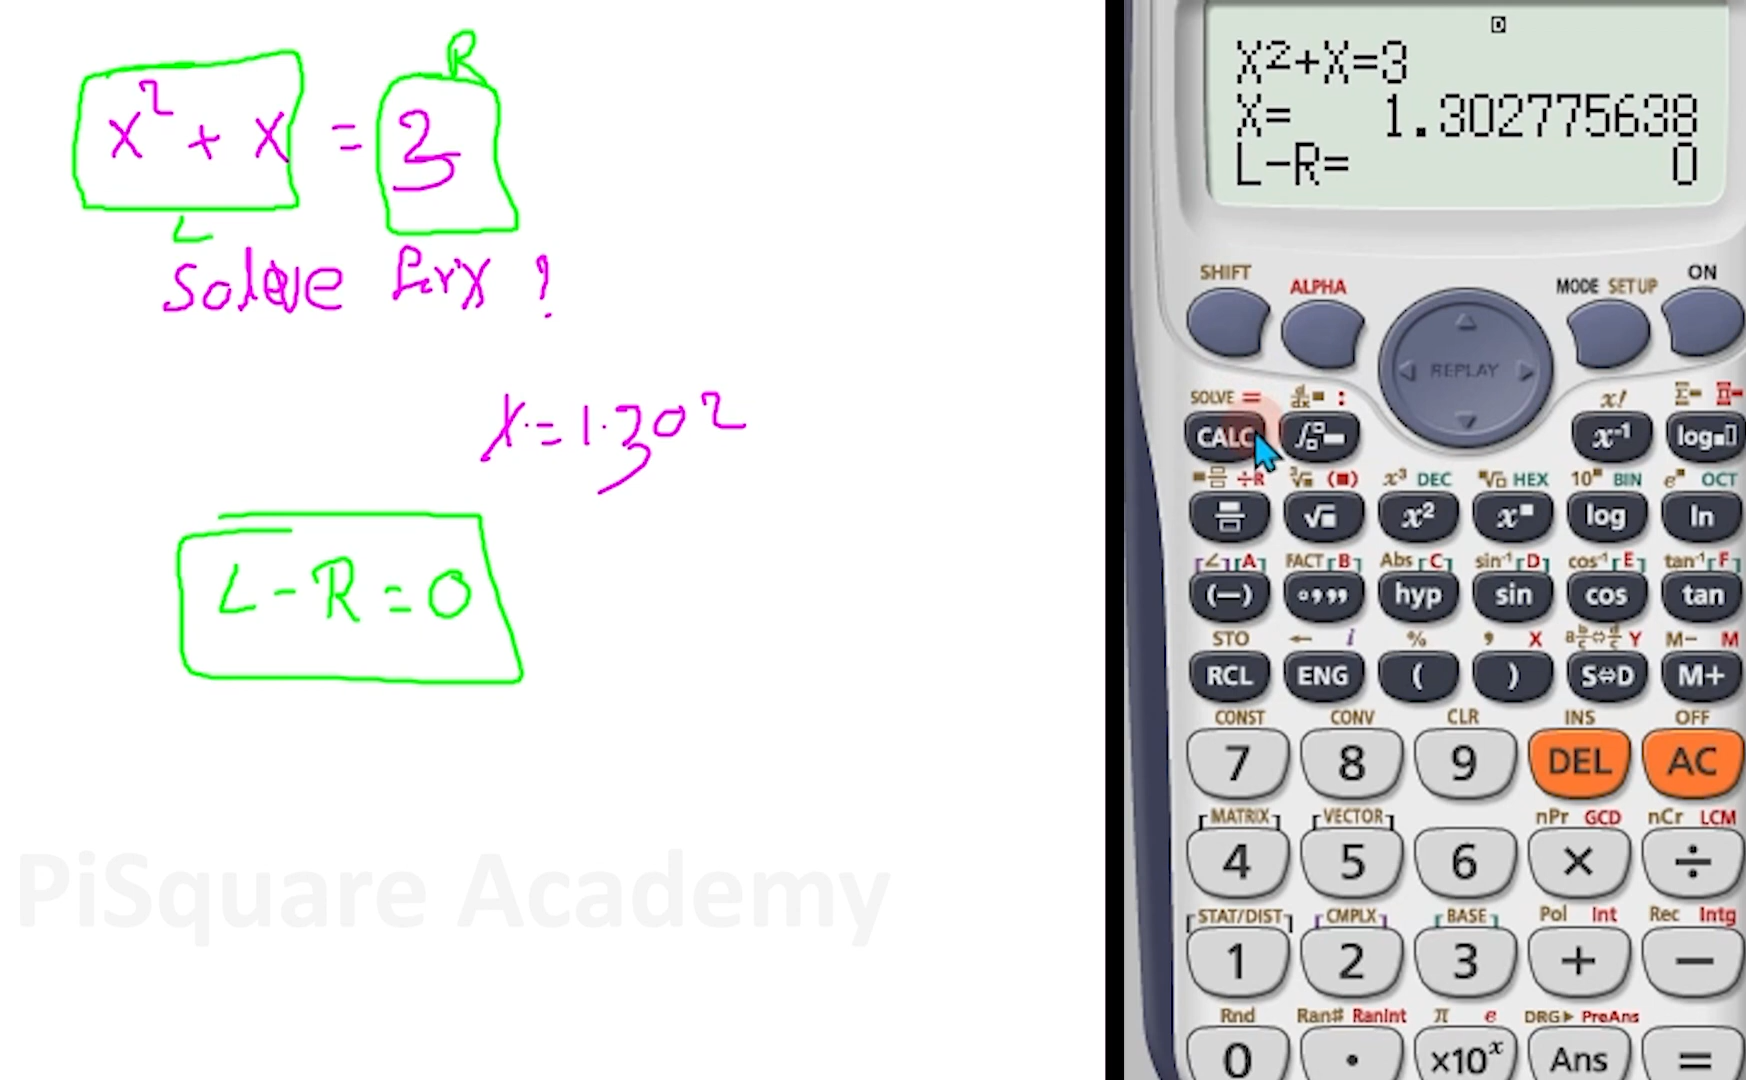 R
x² + x = 3
L
Solve for x ?
x = 1.302
L - R = 0
PiSquare Academy
D
X²+X=3
X= 1.302775638
L-R= 0
SHIFT ALPHA MODE SETUP ON
REPLAY
SOLVE = d/dx : x! Σ Π
CALC ∫ x⁻¹ log
÷R ³√ (■) x³ DEC √ HEX 10■ BIN e■ OCT
√■ x² x■ log ln
∠ A FACT B Abs C sin⁻¹ D cos⁻¹ E tan⁻¹ F
(—) °,,, hyp sin cos tan
STO ← i % , X a b/c⇔d/c Y M- M
RCL ENG ( ) S⇔D M+
CONST CONV CLR INS OFF
7 8 9 DEL AC
MATRIX VECTOR nPr GCD nCr LCM
4 5 6 × ÷
STAT/DIST CMPLX BASE Pol Int Rec Intg
1 2 3 + −
Rnd Ran# RanInt π e DRG▶ PreAns
0 • ×10ˣ Ans =